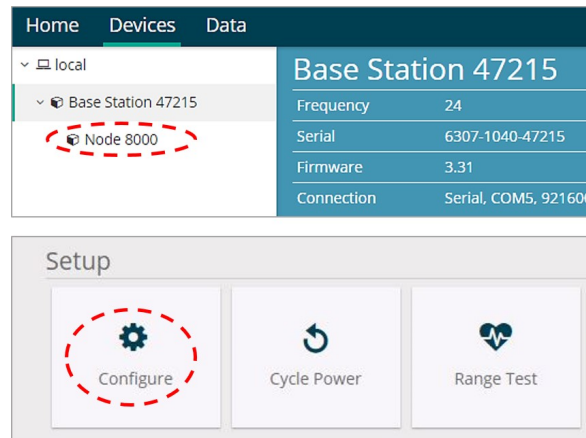 Home Devices Data
local
Base Station 47215
Node 8000
Base Station 47215
Frequency 24
Serial 6307-1040-47215
Firmware 3.31
Connection Serial, COM5, 92160
Setup
Configure Cycle Power Range Test